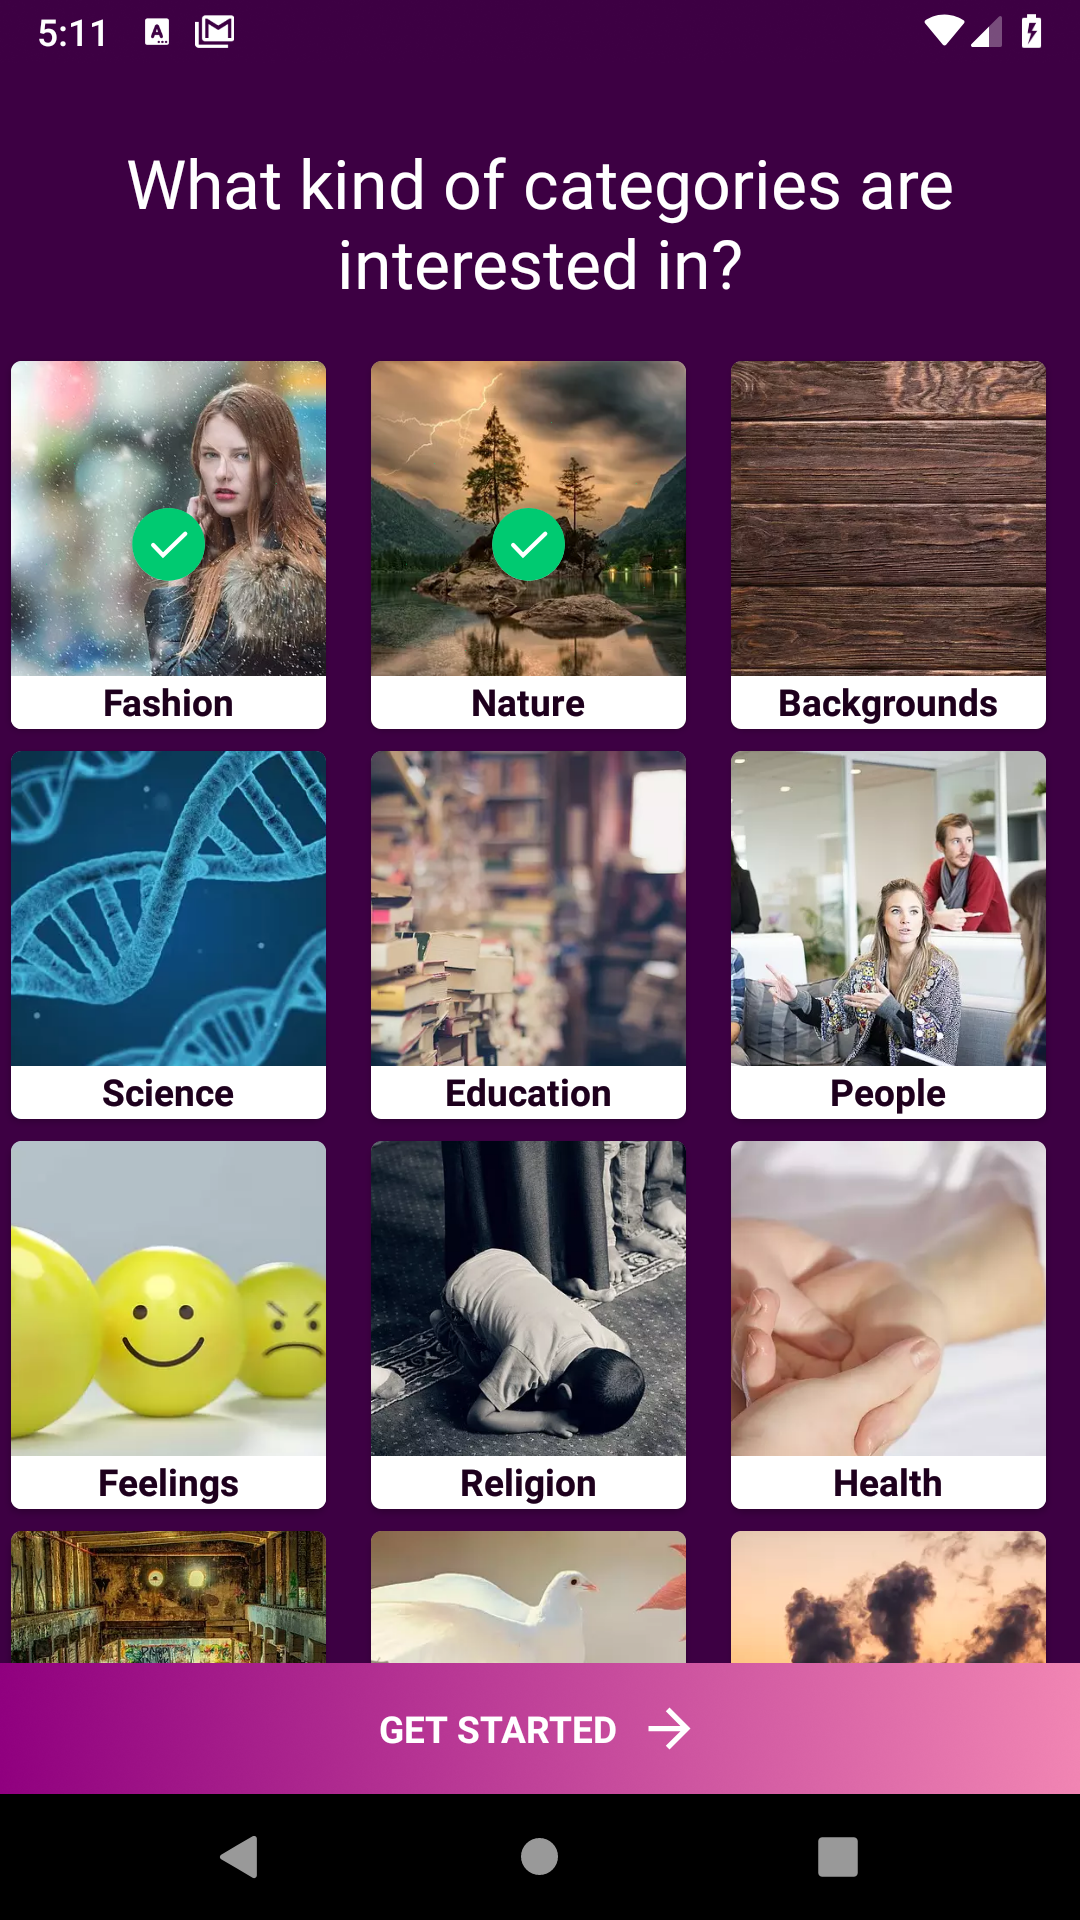 5:11
What kind of categories are
interested in?
Fashion
Nature
Backgrounds
Science
Education
People
Feelings
Religion
Health
GET STARTED